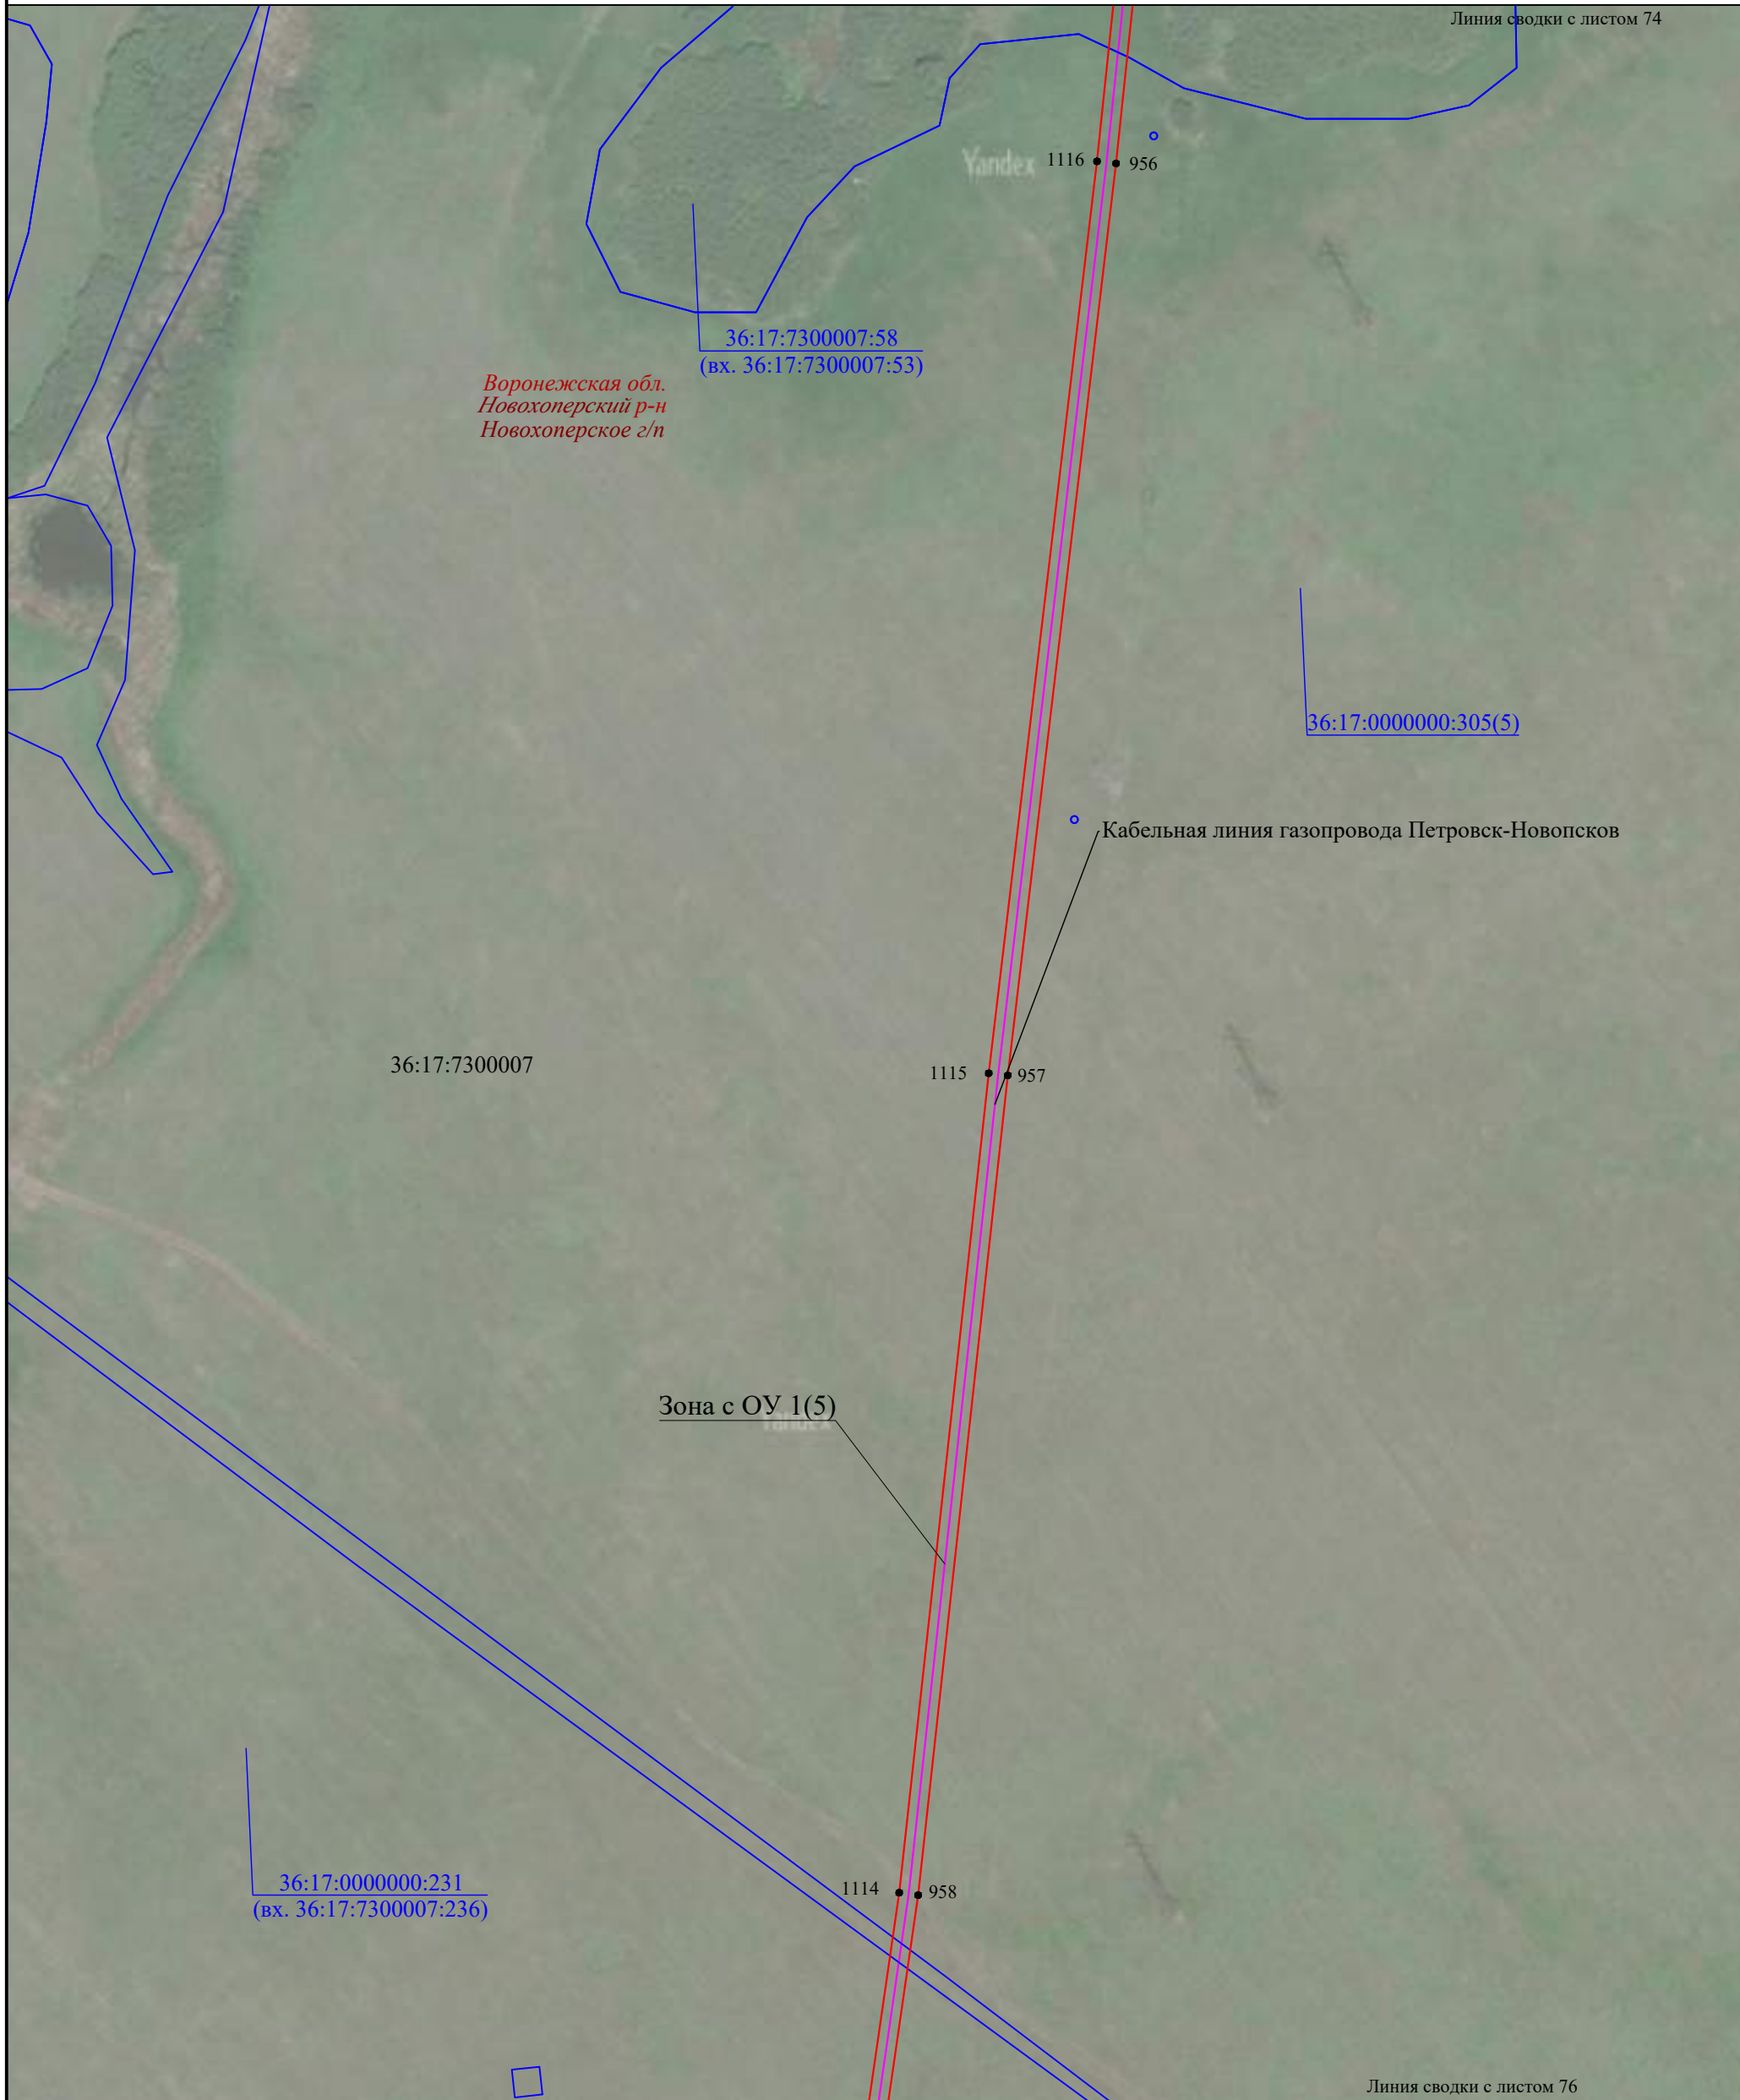 Линия сводки с листом 74
Yandex
1116
956
36:17:7300007:58
(вх. 36:17:7300007:53)
Воронежская обл.
Новохоперский р-н
Новохоперское г/п
36:17:0000000:305(5)
Кабельная линия газопровода Петровск-Новопсков
36:17:7300007
1115
957
Зона с ОУ 1(5)
Yandex
36:17:0000000:231
(вх. 36:17:7300007:236)
1114
958
Линия сводки с листом 76